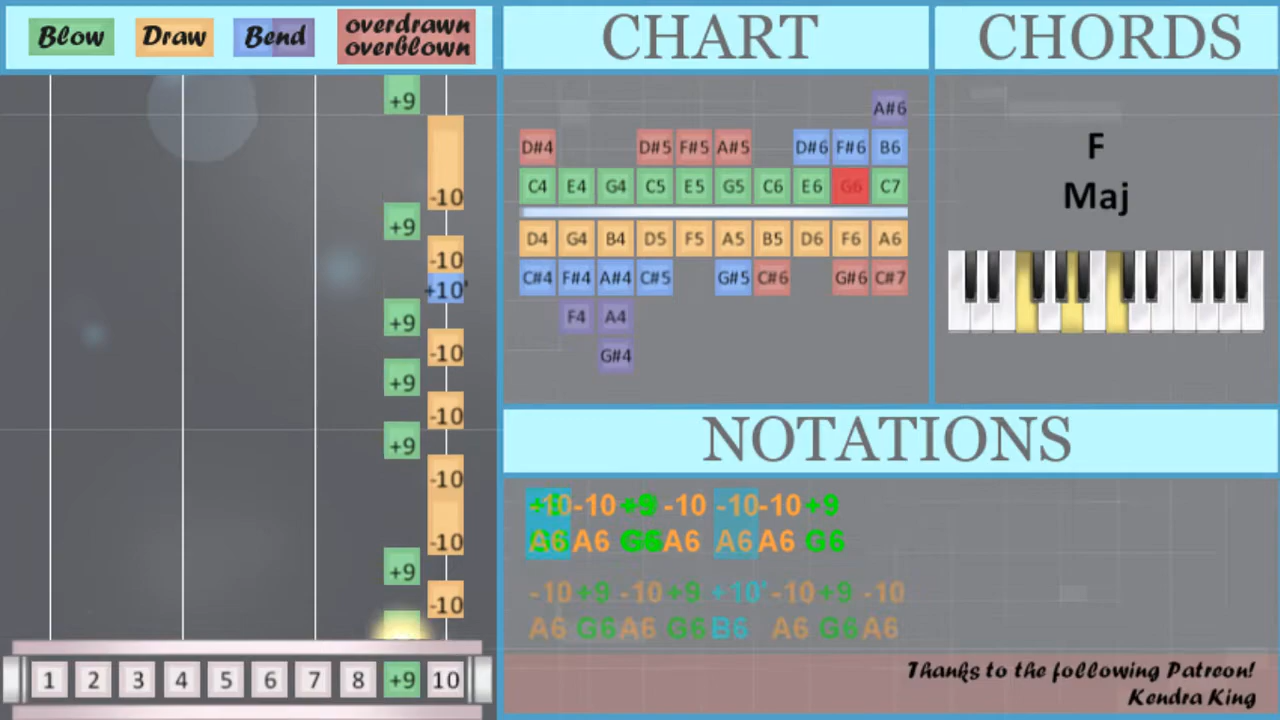 Blow Draw Bend overdrawn
overblown
CHART
CHORDS
+9
-10
+9
-10
+10'
+9
-10
+9
-10
+9
-10
-10
+9
-10
1 2 3 4 5 6 7 8 +9 10
A#6
D#4 D#5 F#5 A#5 D#6 F#6 B6
C4 E4 G4 C5 E5 G5 C6 E6 G6 C7
D4 G4 B4 D5 F5 A5 B5 D6 F6 A6
C#4 F#4 A#4 C#5 G#5 C#6 G#6 C#7
F4 A4
G#4
F
Maj
NOTATIONS
-10 +9 -10 -10 -10 +9
A6 G6 A6 A6 A6 G6
-10 +9 -10 +9 +10' -10 +9 -10
A6 G6 A6 G6 B6 A6 G6 A6
Thanks to the following Patreon!
Kendra King